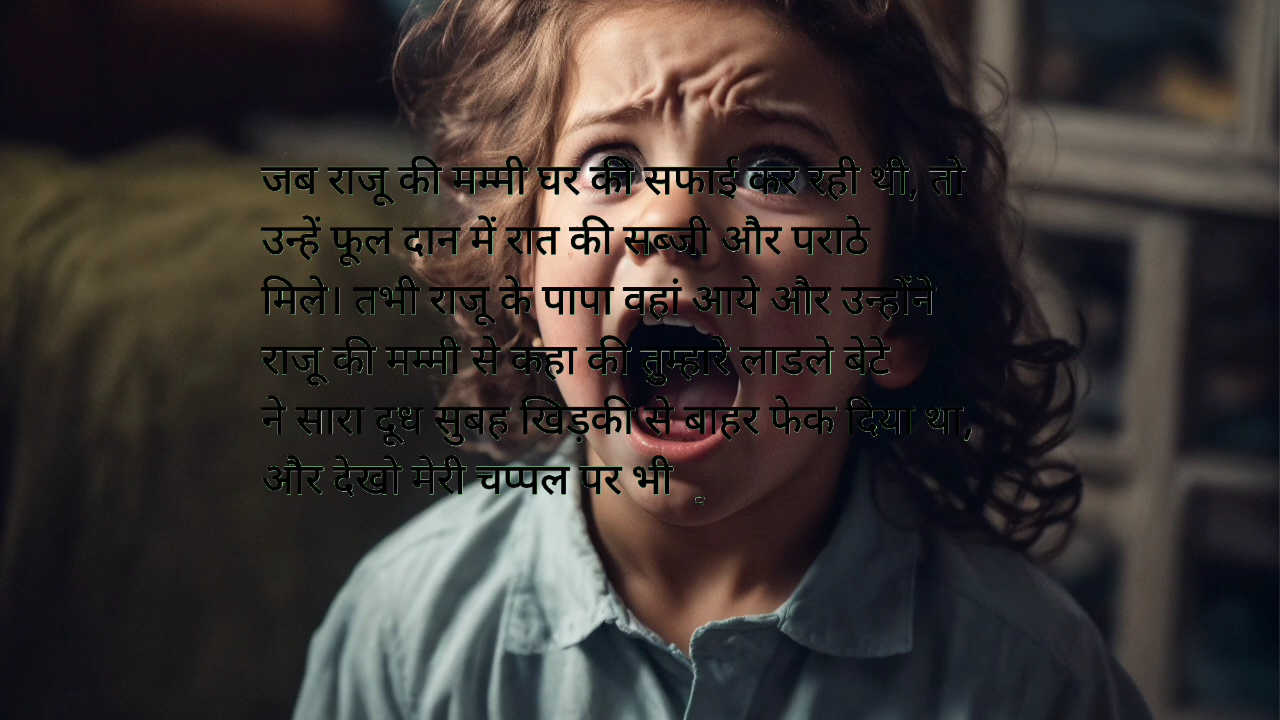 जब राजू की मम्मी घर की सफाई कर रही थी, तो
उन्हें फूल दान में रात की सब्जी और पराठे
मिले। तभी राजू के पापा वहां आये और उन्होंने
राजू की मम्मी से कहा की तुम्हारे लाडले बेटे
ने सारा दूध सुबह खिड़की से बाहर फेक दिया था,
और देखो मेरी चप्पल पर भी